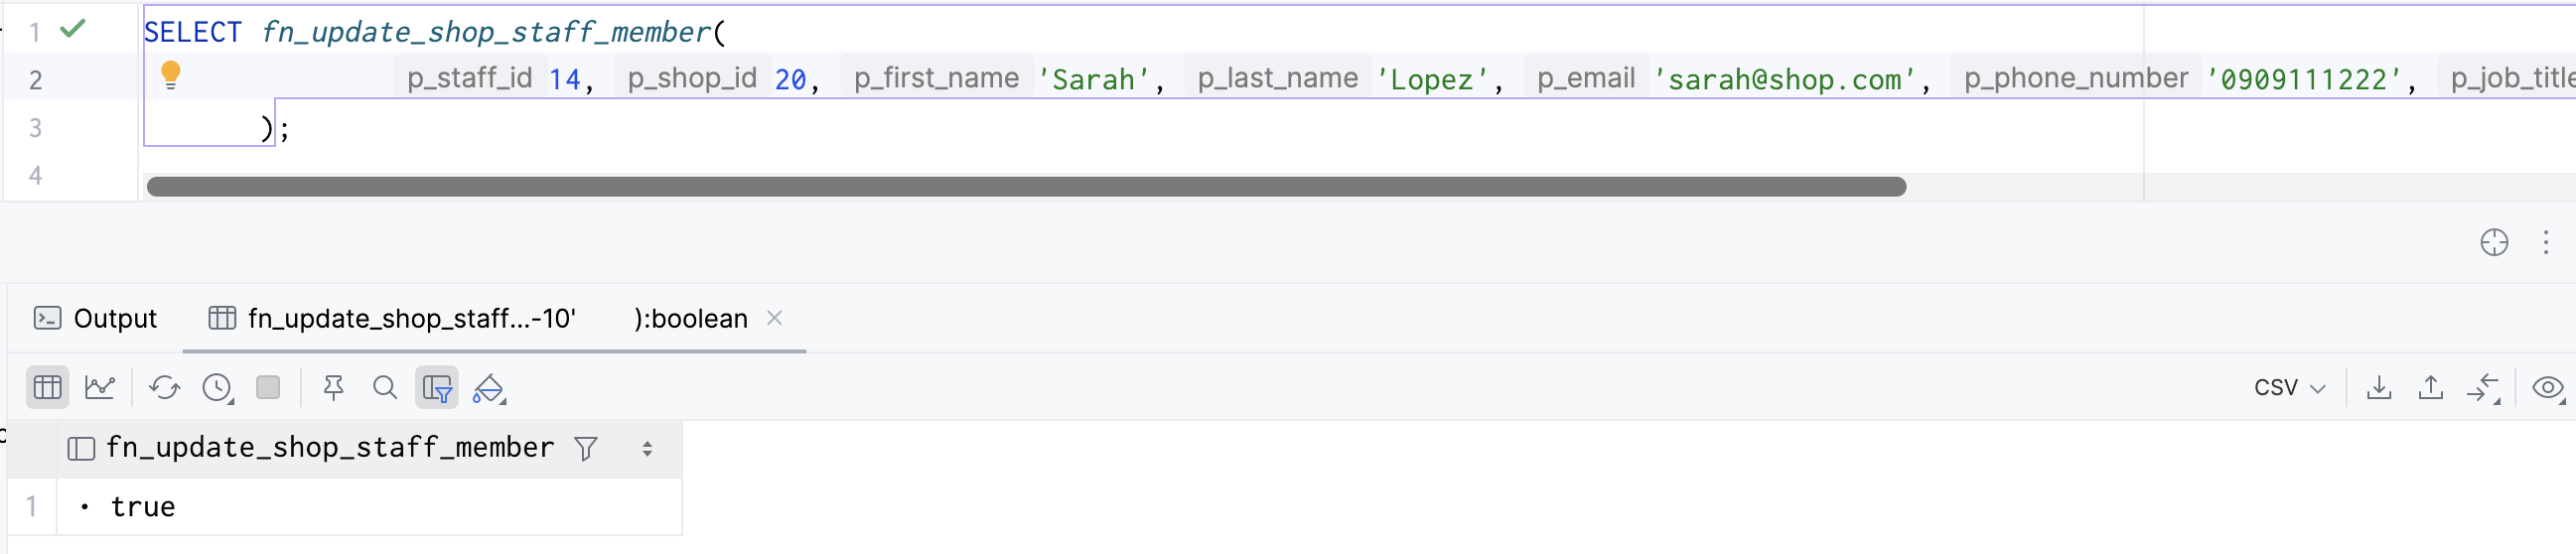 1 SELECT fn_update_shop_staff_member(
2 p_staff_id 14, p_shop_id 20, p_first_name 'Sarah', p_last_name 'Lopez', p_email 'sarah@shop.com', p_phone_number '0909111222', p_job_title
3 );
4
Output fn_update_shop_staff...-10' ):boolean
CSV
fn_update_shop_staff_member
1 · true